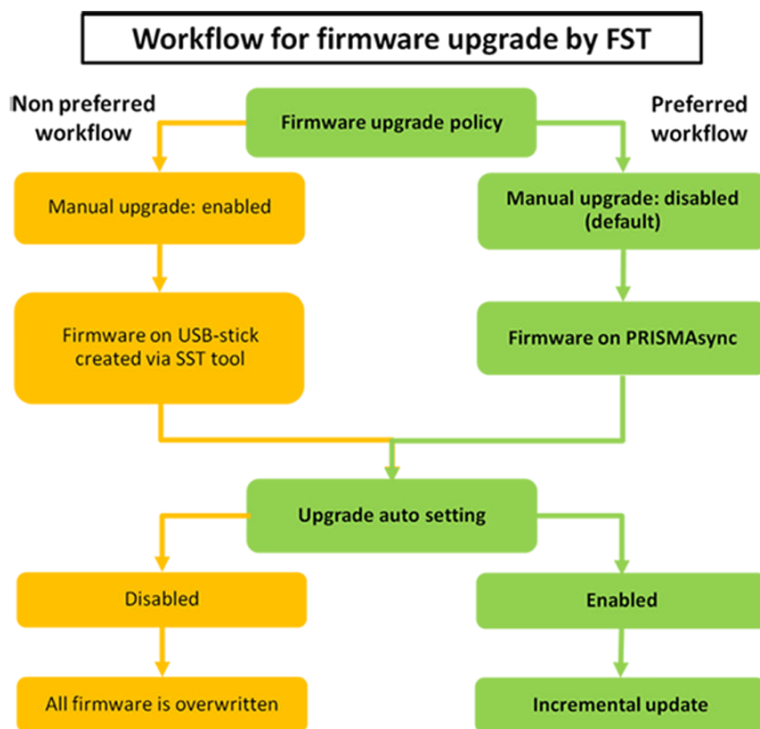 Workflow for firmware upgrade by FST
Non preferred
workflow
Firmware upgrade policy
Preferred
workflow
Manual upgrade: enabled
Manual upgrade: disabled
(default)
Firmware on USB-stick
created via SST tool
Firmware on PRISMAsync
Upgrade auto setting
Disabled
Enabled
All firmware is overwritten
Incremental update